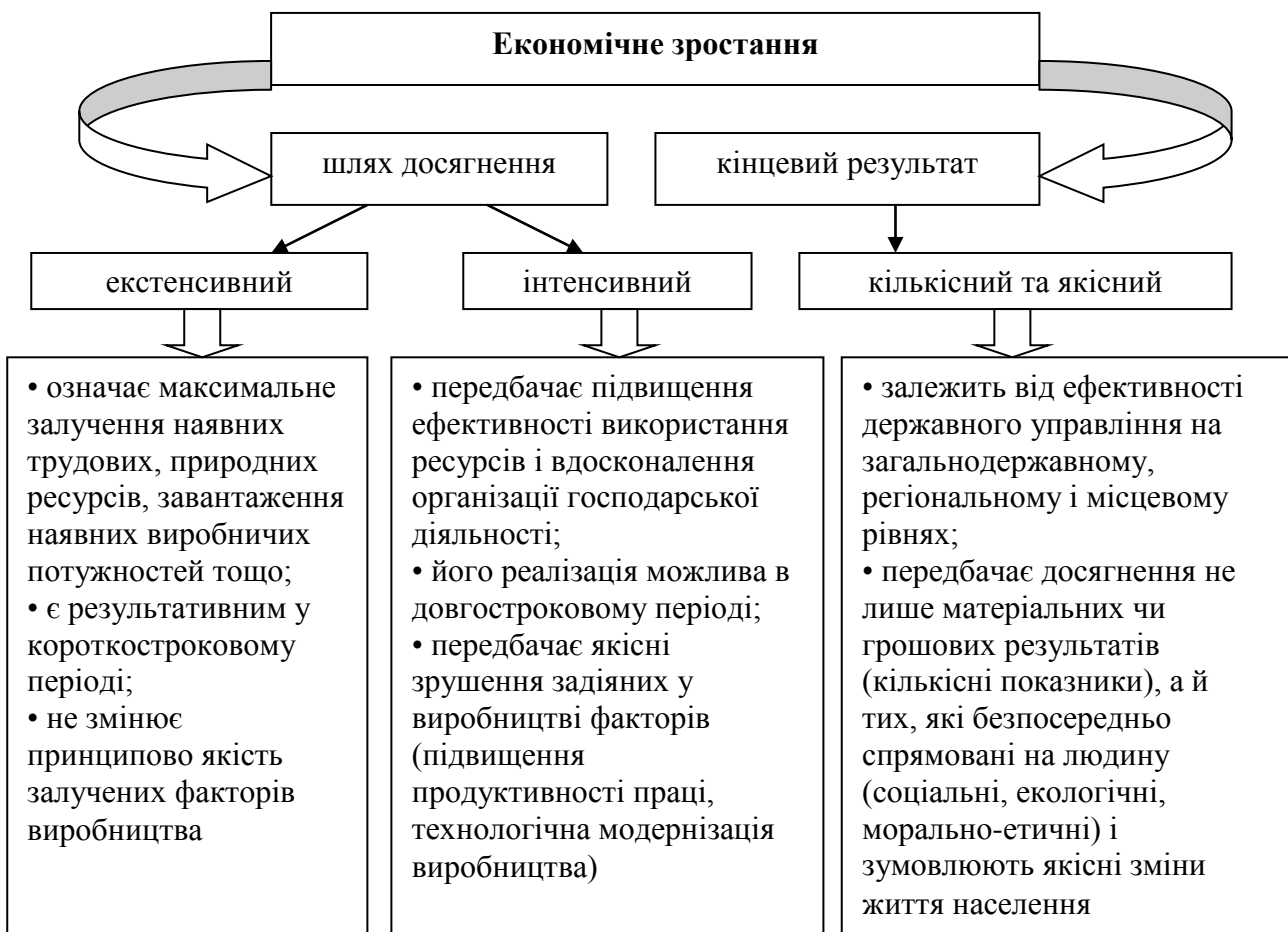 Економічне зростання
шлях досягнення
кінцевий результат
екстенсивний
інтенсивний
кількісний та якісний
• означає максимальне
залучення наявних
трудових, природних
ресурсів, завантаження
наявних виробничих
потужностей тощо;
• є результативним у
короткостроковому
періоді;
• не змінює
принципово якість
залучених факторів
виробництва
• передбачає підвищення
ефективності використання
ресурсів і вдосконалення
організації господарської
діяльності;
• його реалізація можлива в
довгостроковому періоді;
• передбачає якісні
зрушення задіяних у
виробництві факторів
(підвищення
продуктивності праці,
технологічна модернізація
виробництва)
• залежить від ефективності
державного управління на
загальнодержавному,
регіональному і місцевому
рівнях;
• передбачає досягнення не
лише матеріальних чи
грошових результатів
(кількісні показники), а й
тих, які безпосередньо
спрямовані на людину
(соціальні, екологічні,
морально-етичні) і
зумовлюють якісні зміни
життя населення